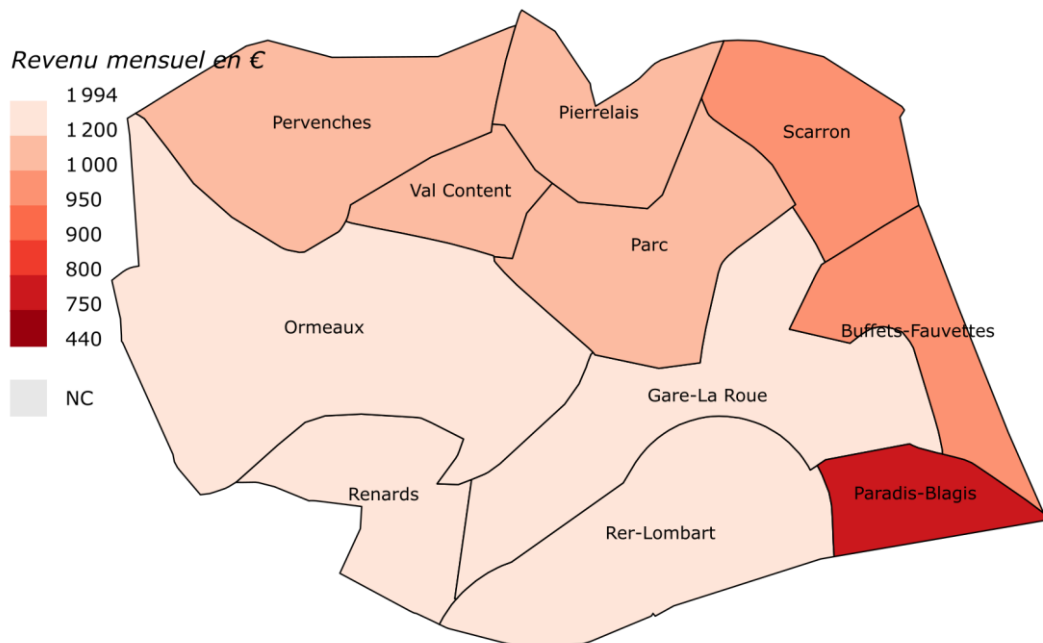 Revenu mensuel en €
1 994
1 200
1 000
950
900
800
750
440
NC
Pervenches
Pierrelais
Scarron
Val Content
Parc
Ormeaux
Buffets-Fauvettes
Gare-La Roue
Renards
Paradis-Blagis
Rer-Lombart